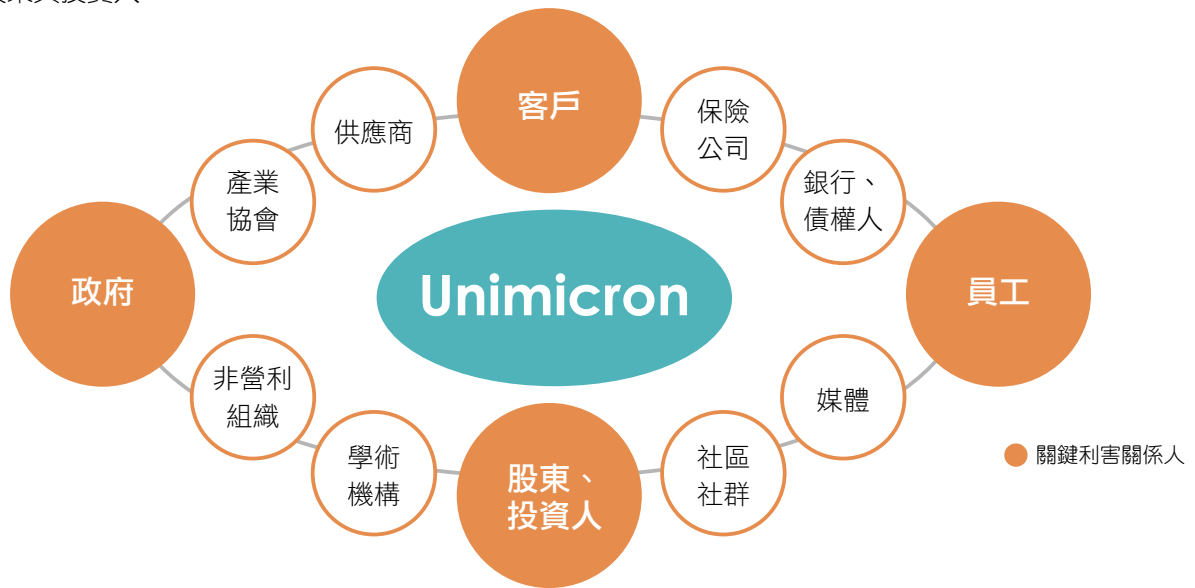 客戶
保險
公司
供應商
產業
協會
銀行、
債權人
政府
Unimicron
員工
非營利
組織
媒體
學術
機構
股東、
投資人
社區
社群
關鍵利害關係人